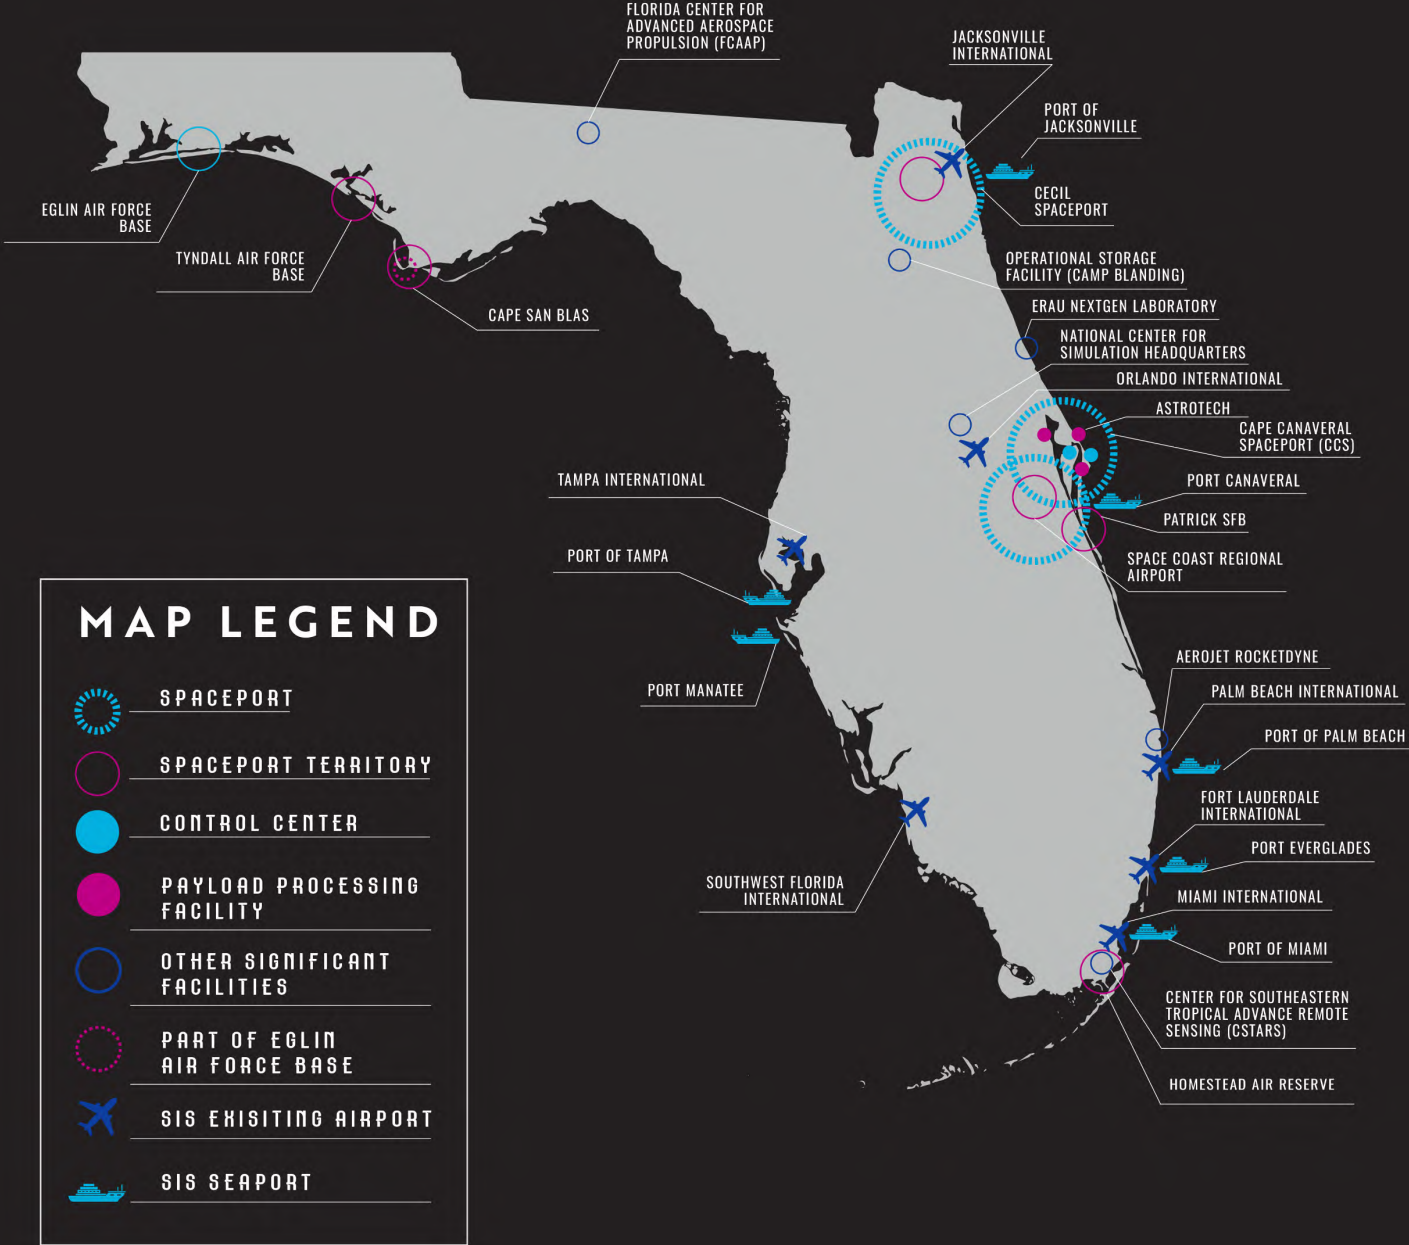 FLORIDA CENTER FOR
ADVANCED AEROSPACE
PROPULSION (FCAAP)
JACKSONVILLE
INTERNATIONAL
PORT OF
JACKSONVILLE
CECIL
SPACEPORT
EGLIN AIR FORCE
BASE
TYNDALL AIR FORCE
BASE
CAPE SAN BLAS
OPERATIONAL STORAGE
FACILITY (CAMP BLANDING)
ERAU NEXTGEN LABORATORY
NATIONAL CENTER FOR
SIMULATION HEADQUARTERS
ORLANDO INTERNATIONAL
ASTROTECH
CAPE CANAVERAL
SPACEPORT (CCS)
PORT CANAVERAL
PATRICK SFB
SPACE COAST REGIONAL
AIRPORT
TAMPA INTERNATIONAL
PORT OF TAMPA
PORT MANATEE
AEROJET ROCKETDYNE
PALM BEACH INTERNATIONAL
PORT OF PALM BEACH
FORT LAUDERDALE
INTERNATIONAL
PORT EVERGLADES
SOUTHWEST FLORIDA
INTERNATIONAL
MIAMI INTERNATIONAL
PORT OF MIAMI
CENTER FOR SOUTHEASTERN
TROPICAL ADVANCE REMOTE
SENSING (CSTARS)
HOMESTEAD AIR RESERVE
MAP LEGEND
SPACEPORT
SPACEPORT TERRITORY
CONTROL CENTER
PAYLOAD PROCESSING
FACILITY
OTHER SIGNIFICANT
FACILITIES
PART OF EGLIN
AIR FORCE BASE
SIS EXISITING AIRPORT
SIS SEAPORT